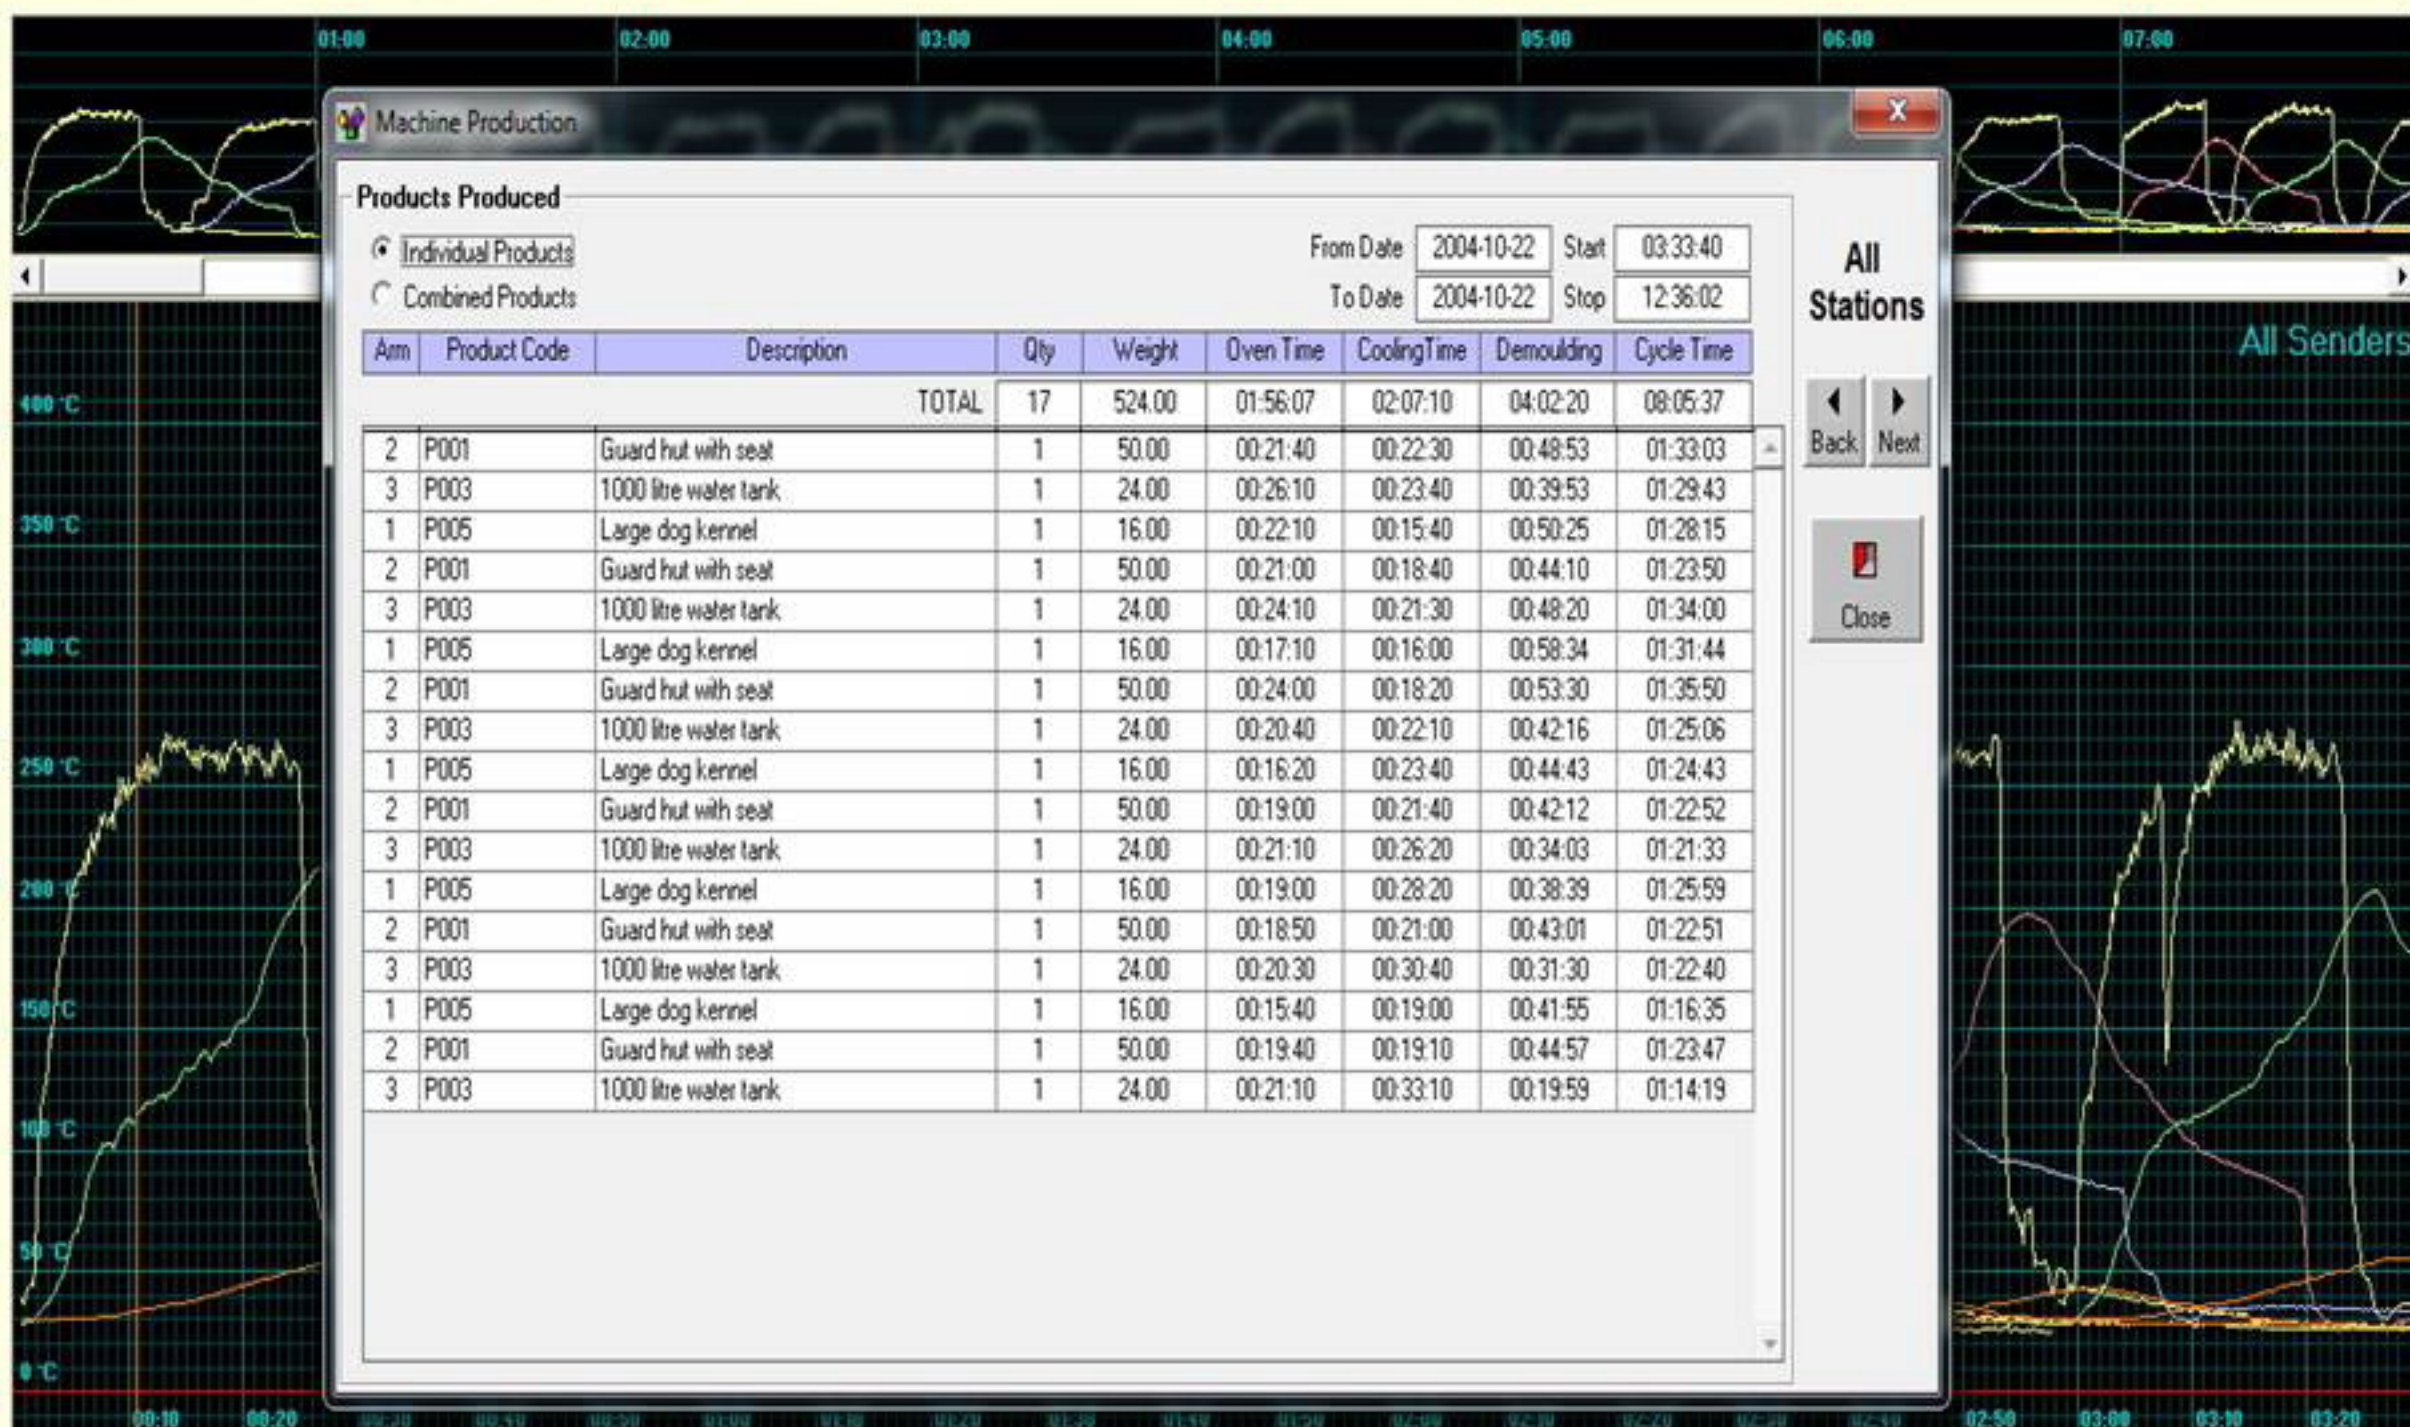 01:00 02:00 03:00 04:00 05:00 06:00 07:00
Machine Production
X
Products Produced
Individual Products
Combined Products
From Date 2004-10-22 Start 03:33:40
To Date 2004-10-22 Stop 12:36:02
All
Stations
All Senders
Arm Product Code Description Qty Weight Oven Time CoolingTime Demoulding Cycle Time
TOTAL 17 524.00 01:56:07 02:07:10 04:02:20 08:05:37
2 P001 Guard hut with seat 1 50.00 00:21:40 00:22:30 00:48:53 01:33:03
3 P003 1000 litre water tank 1 24.00 00:26:10 00:23:40 00:39:53 01:29:43
1 P005 Large dog kennel 1 16.00 00:22:10 00:15:40 00:50:25 01:28:15
2 P001 Guard hut with seat 1 50.00 00:21:00 00:18:40 00:44:10 01:23:50
3 P003 1000 litre water tank 1 24.00 00:24:10 00:21:30 00:48:20 01:34:00
1 P005 Large dog kennel 1 16.00 00:17:10 00:16:00 00:58:34 01:31:44
2 P001 Guard hut with seat 1 50.00 00:24:00 00:18:20 00:53:30 01:35:50
3 P003 1000 litre water tank 1 24.00 00:20:40 00:22:10 00:42:16 01:25:06
1 P005 Large dog kennel 1 16.00 00:16:20 00:23:40 00:44:43 01:24:43
2 P001 Guard hut with seat 1 50.00 00:19:00 00:21:40 00:42:12 01:22:52
3 P003 1000 litre water tank 1 24.00 00:21:10 00:26:20 00:34:03 01:21:33
1 P005 Large dog kennel 1 16.00 00:19:00 00:28:20 00:38:39 01:25:59
2 P001 Guard hut with seat 1 50.00 00:18:50 00:21:00 00:43:01 01:22:51
3 P003 1000 litre water tank 1 24.00 00:20:30 00:30:40 00:31:30 01:22:40
1 P005 Large dog kennel 1 16.00 00:15:40 00:19:00 00:41:55 01:16:35
2 P001 Guard hut with seat 1 50.00 00:19:40 00:19:10 00:44:57 01:23:47
3 P003 1000 litre water tank 1 24.00 00:21:10 00:33:10 00:19:59 01:14:19
Back Next
Close
400 °C
350 °C
300 °C
250 °C
200 °C
150 °C
100 °C
50 °C
0 °C
00:10 00:20 02:50 03:00 03:10 03:20